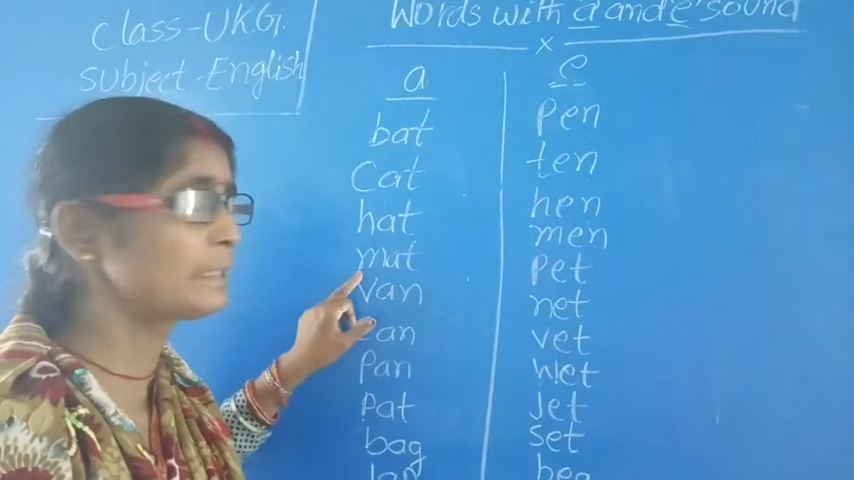 Class-UKG.
Subject-English
Words with a and e sound
x
a
bat
Cat
hat
mat
van
can
Pan
Pat
bag
e
Pen
ten
hen
men
Pet
net
vet
wet
Jet
Set